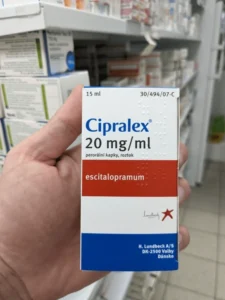 15 ml 30/494/07-C
Cipralex®
20 mg/ml
perorální kapky, roztok
escitalopramum
Lundbeck
H. Lundbeck A/S
DK-2500 Valby
Dánsko